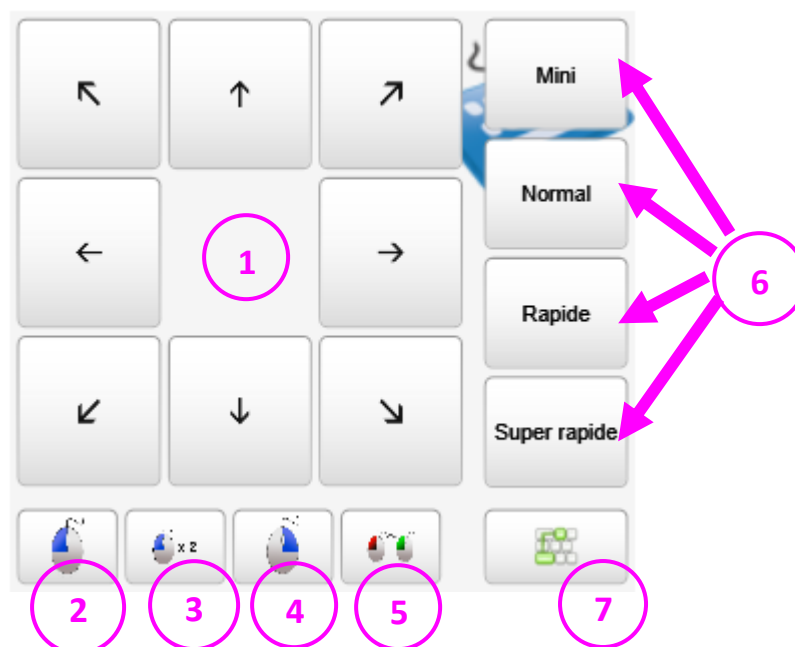 ↖ ↑ ↗ Mini
Normal
← 1 → 6
Rapide
↙ ↓ ↘ Super rapide
x 2
2 3 4 5 7